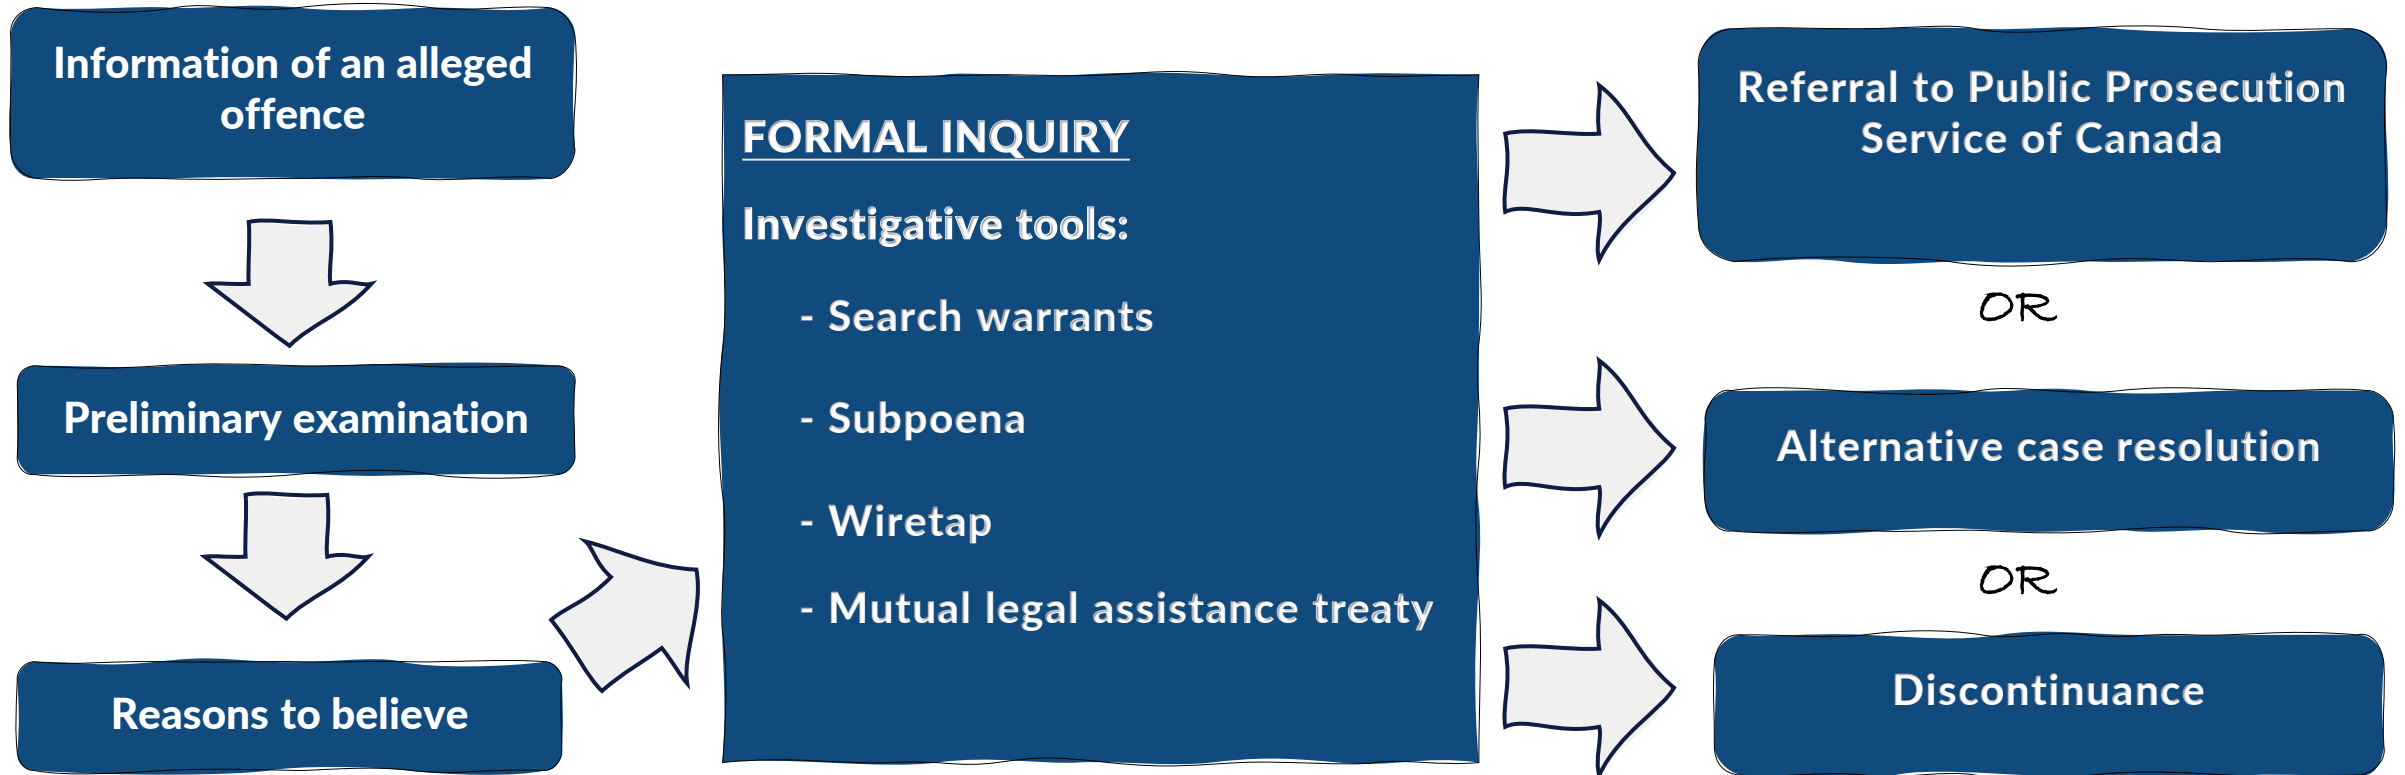 Information of an alleged
offence
Preliminary examination
Reasons to believe
FORMAL INQUIRY
Investigative tools:
- Search warrants
- Subpoena
- Wiretap
- Mutual legal assistance treaty
Referral to Public Prosecution
Service of Canada
OR
Alternative case resolution
OR
Discontinuance